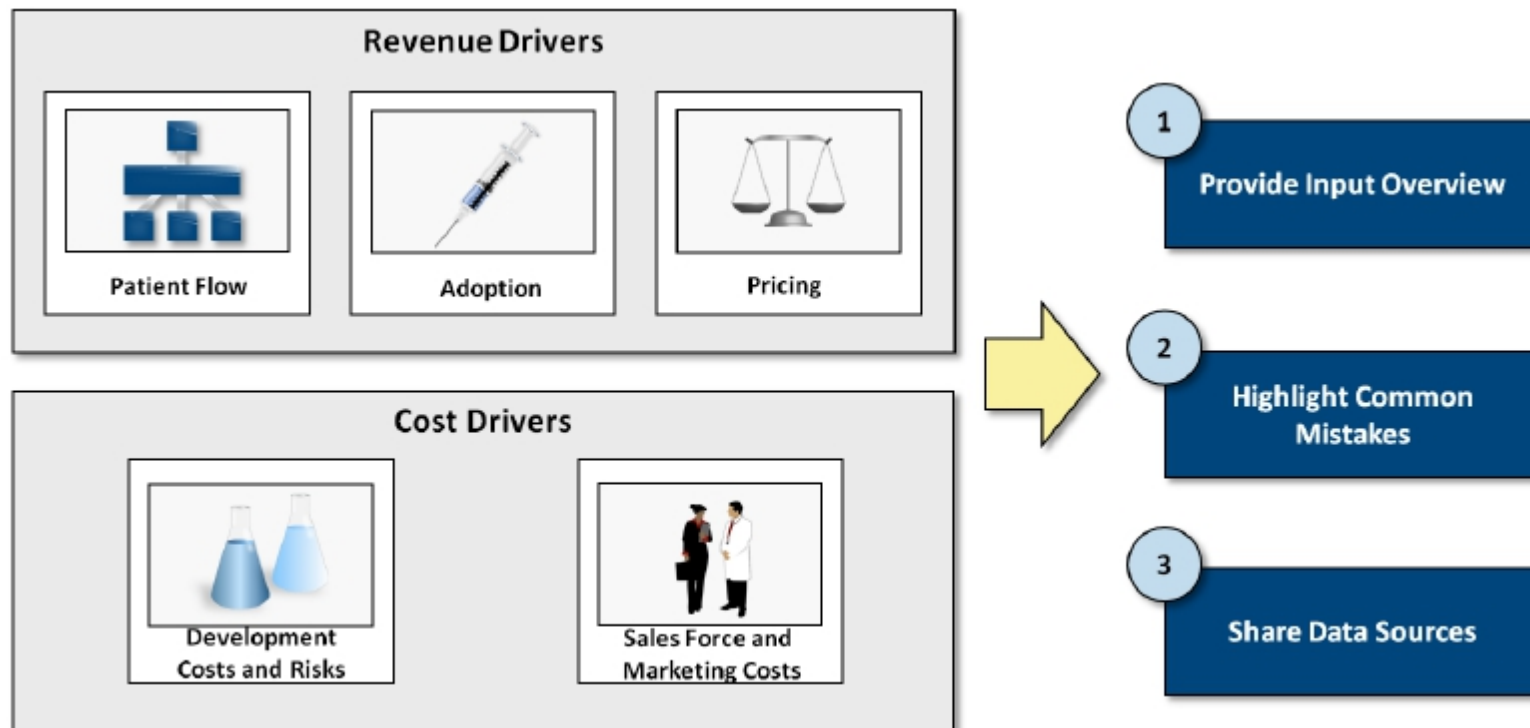 Revenue Drivers
Patient Flow
Adoption
Pricing
Cost Drivers
Development
Costs and Risks
Sales Force and
Marketing Costs
1
Provide Input Overview
2
Highlight Common
Mistakes
3
Share Data Sources